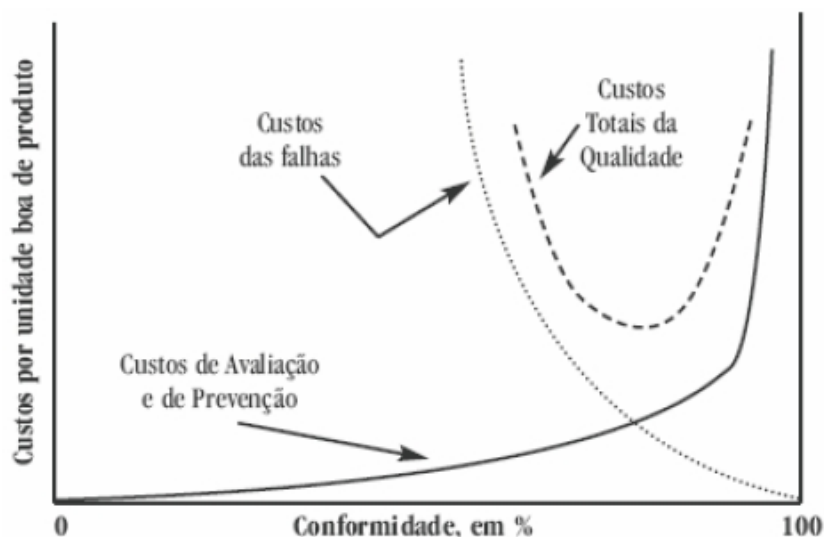 Custos por unidade boa de produto
Custos
das falhas
Custos
Totais da
Qualidade
Custos de Avaliação
e de Prevenção
0
Conformidade, em %
100